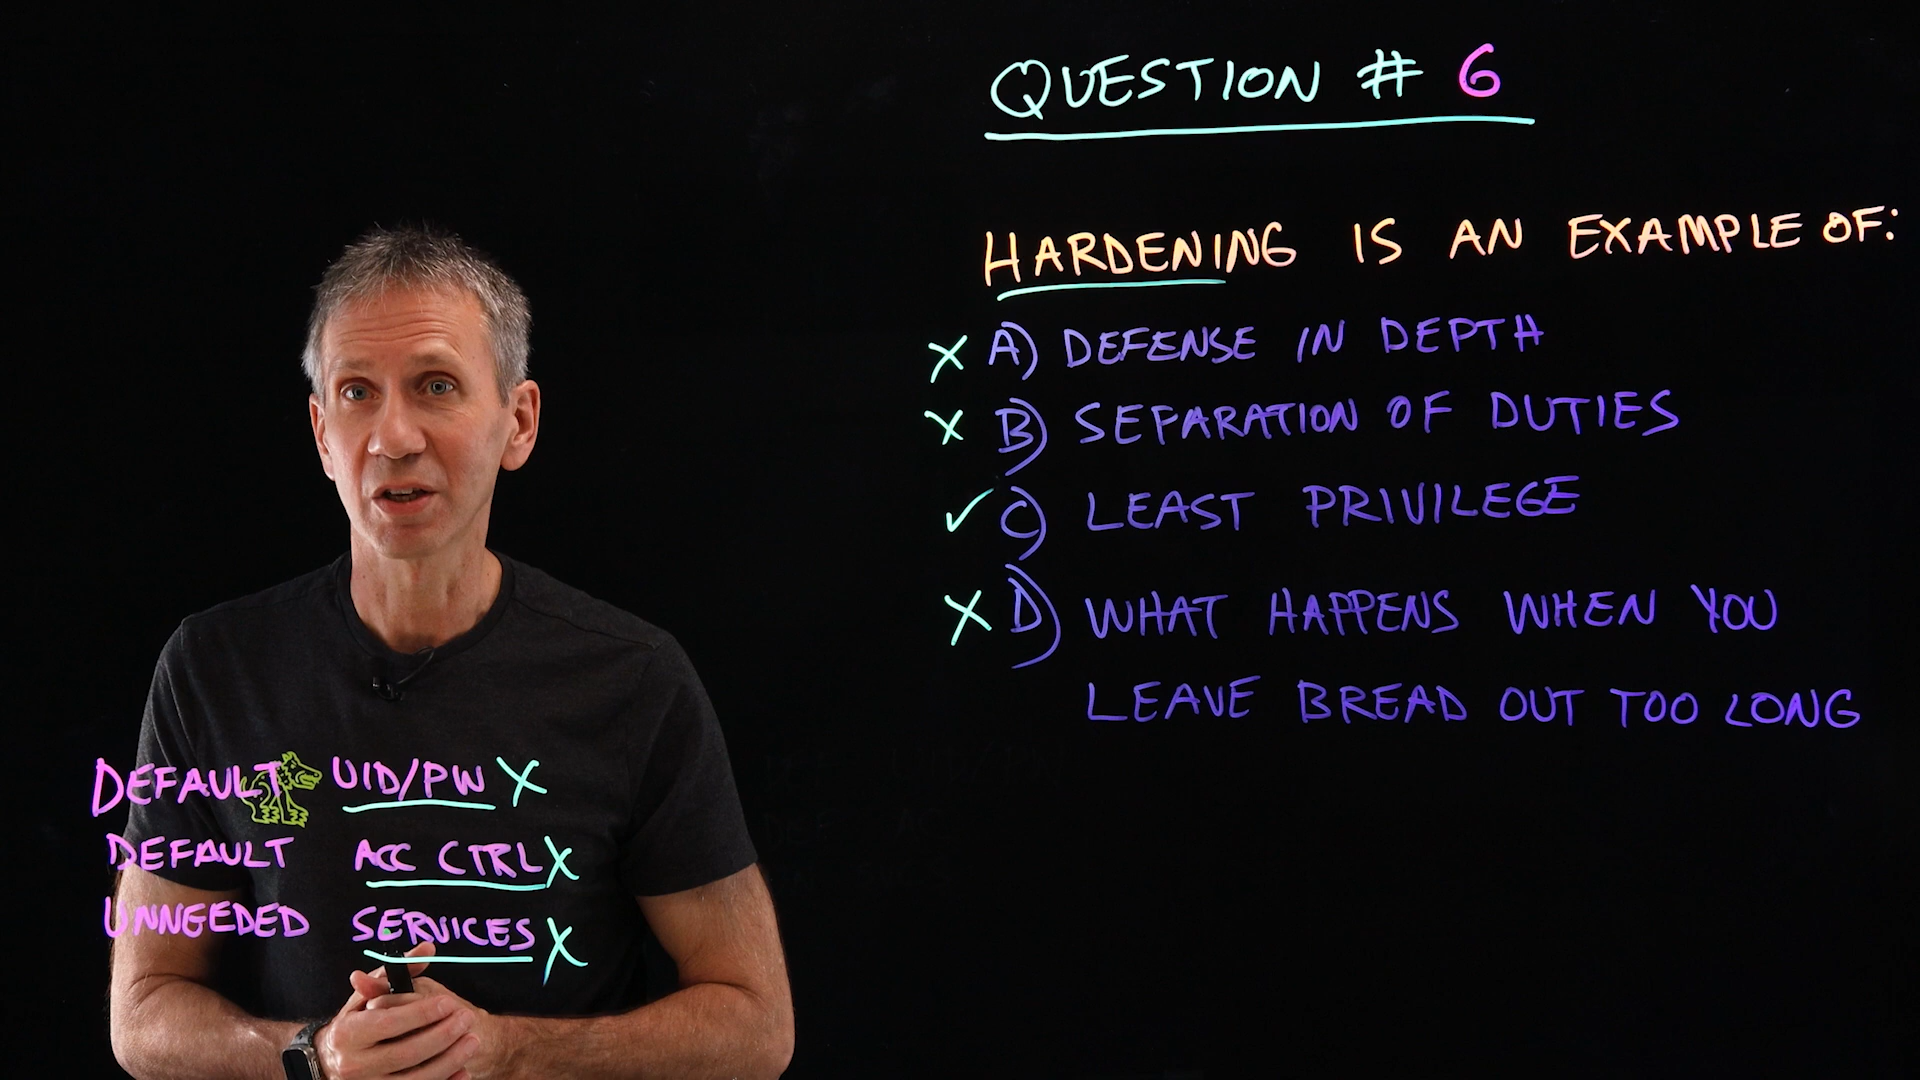 QUESTION # 6
HARDENING IS AN EXAMPLE OF:
X A) DEFENSE IN DEPTH
X B) SEPARATION OF DUTIES
✓ C) LEAST PRIVILEGE
X D) WHAT HAPPENS WHEN YOU
LEAVE BREAD OUT TOO LONG
DEFAULT UID/PW X
DEFAULT ACC CTRL X
UNNEEDED SERVICES X